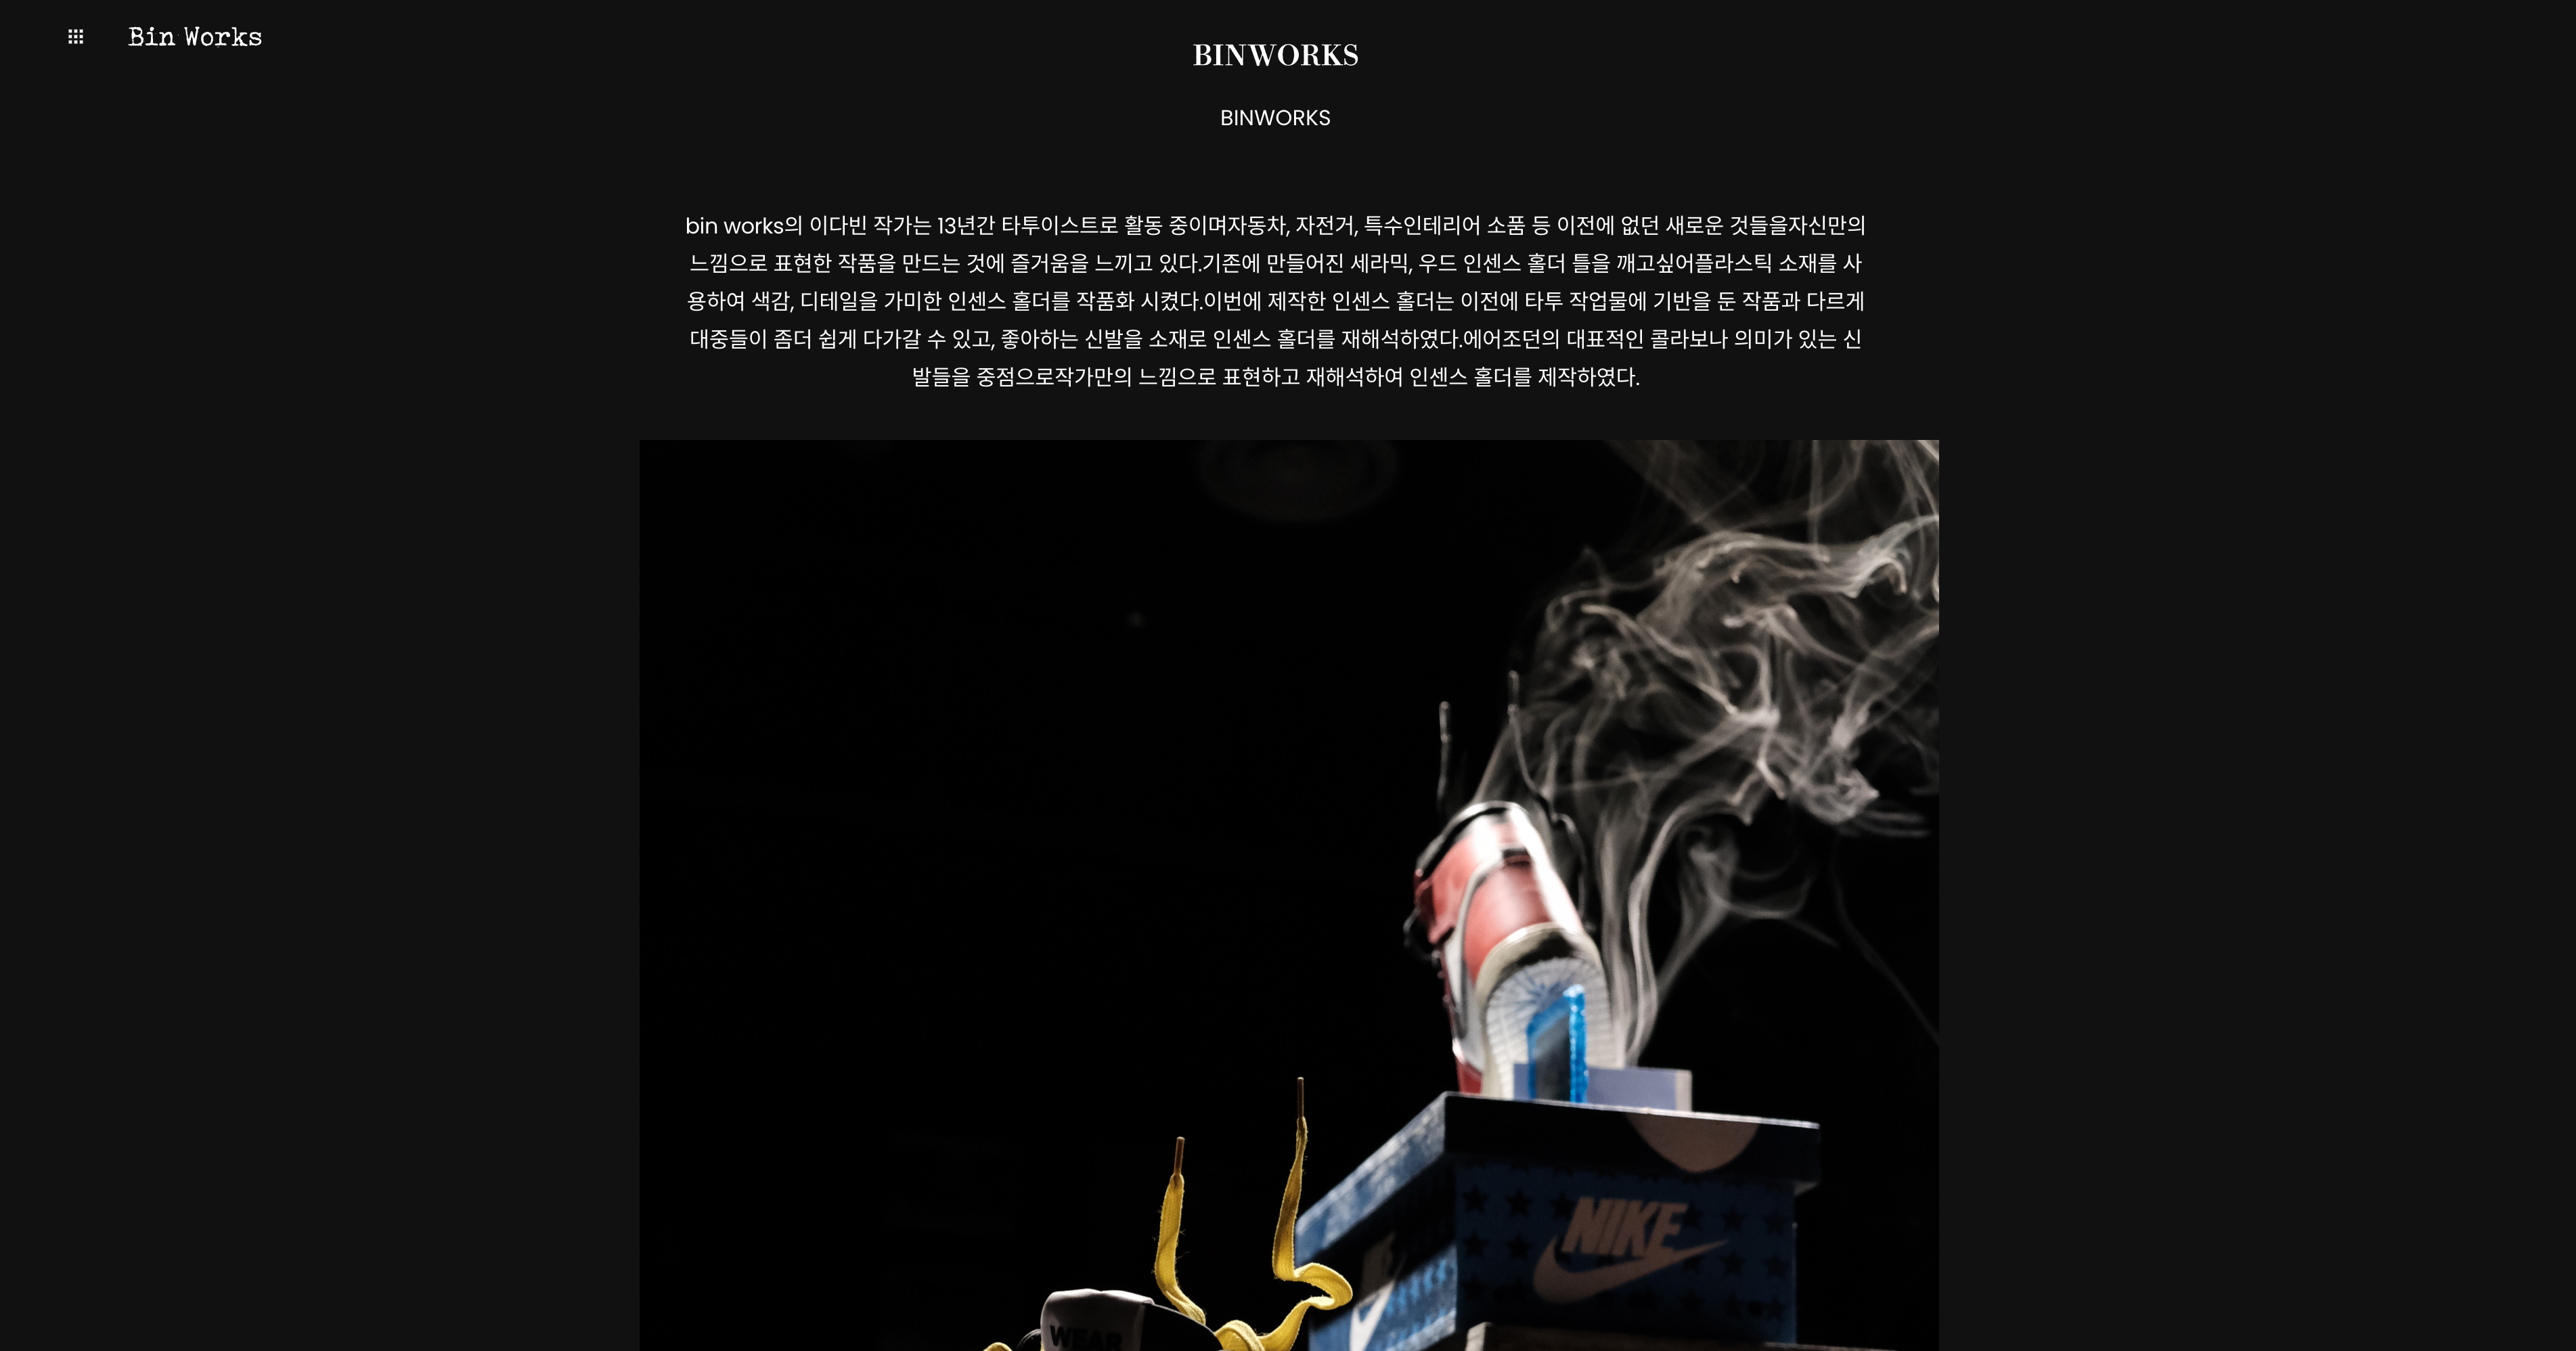 Bin Works
BINWORKS
BINWORKS
bin works의 이다빈 작가는 13년간 타투이스트로 활동 중이며자동차, 자전거, 특수인테리어 소품 등 이전에 없던 새로운 것들을자신만의
느낌으로 표현한 작품을 만드는 것에 즐거움을 느끼고 있다.기존에 만들어진 세라믹, 우드 인센스 홀더 틀을 깨고싶어플라스틱 소재를 사
용하여 색감, 디테일을 가미한 인센스 홀더를 작품화 시켰다.이번에 제작한 인센스 홀더는 이전에 타투 작업물에 기반을 둔 작품과 다르게
대중들이 좀더 쉽게 다가갈 수 있고, 좋아하는 신발을 소재로 인센스 홀더를 재해석하였다.에어조던의 대표적인 콜라보나 의미가 있는 신
발들을 중점으로작가만의 느낌으로 표현하고 재해석하여 인센스 홀더를 제작하였다.
NIKE
WEAR